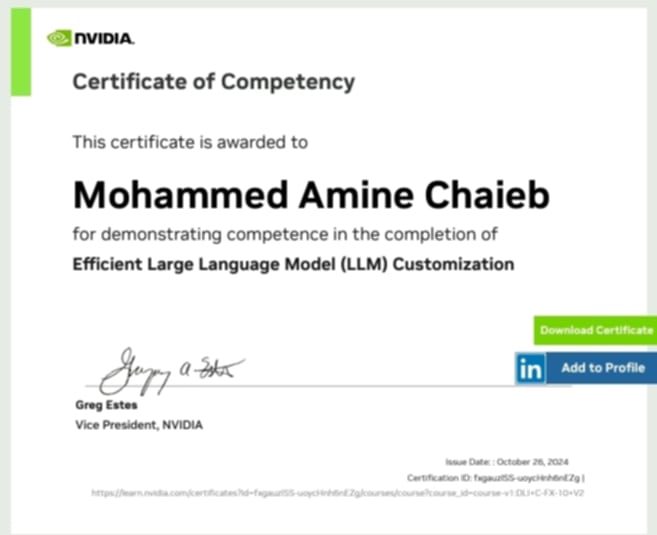 NVIDIA.
Certificate of Competency
This certificate is awarded to
Mohammed Amine Chaieb
for demonstrating competence in the completion of
Efficient Large Language Model (LLM) Customization
Download Certificate
in Add to Profile
Greg Estes
Vice President, NVIDIA
Issue Date: : October 26, 2024
Certification ID: fxgauzISS-uoycHnh6nEZg |
https://learn.nvidia.com/certificates?id=fxgauzISS-uoycHnh6nEZg/courses/course?course_id=course-v1:DLI+C-FX-10+V2